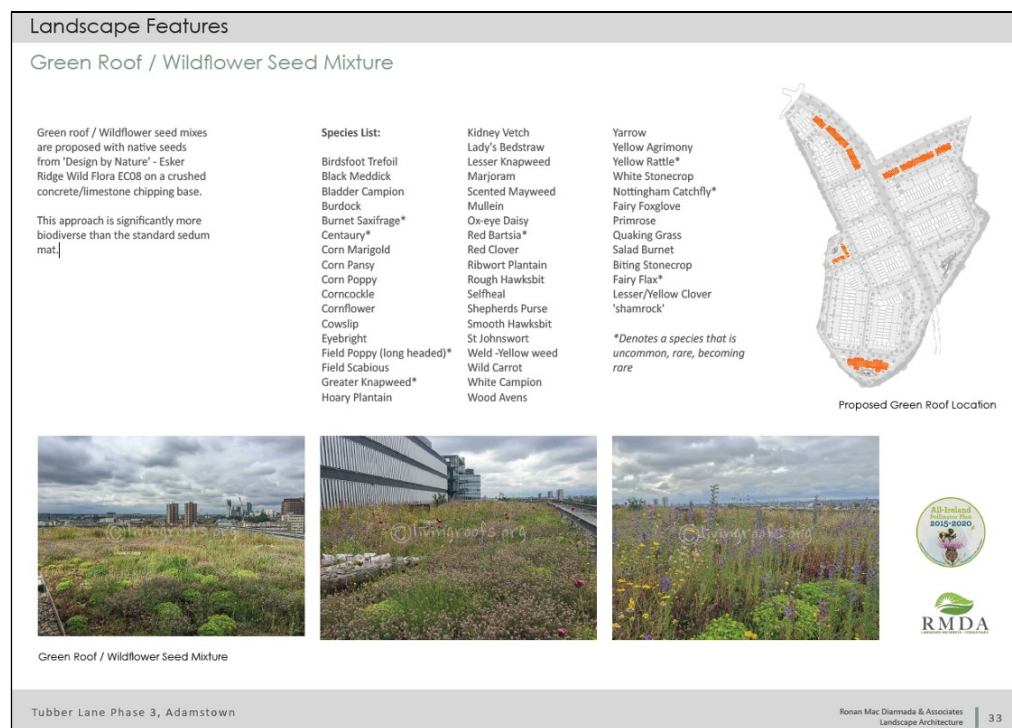 Landscape Features
Green Roof / Wildflower Seed Mixture
Green roof / Wildflower seed mixes
are proposed with native seeds
from 'Design by Nature' - Esker
Ridge Wild Flora EC08 on a crushed
concrete/limestone chipping base.
This approach is significantly more
biodiverse than the standard sedum
mat.
Species List:
Birdsfoot Trefoil
Black Meddick
Bladder Campion
Burdock
Burnet Saxifrage*
Centaury*
Corn Marigold
Corn Pansy
Corn Poppy
Corncockle
Cornflower
Cowslip
Eyebright
Field Poppy (long headed)*
Field Scabious
Greater Knapweed*
Hoary Plantain
Kidney Vetch
Lady's Bedstraw
Lesser Knapweed
Marjoram
Scented Mayweed
Mullein
Ox-eye Daisy
Red Bartsia*
Red Clover
Ribwort Plantain
Rough Hawksbit
Selfheal
Shepherds Purse
Smooth Hawksbit
St Johnswort
Weld -Yellow weed
Wild Carrot
White Campion
Wood Avens
Yarrow
Yellow Agrimony
Yellow Rattle*
White Stonecrop
Nottingham Catchfly*
Fairy Foxglove
Primrose
Quaking Grass
Salad Burnet
Biting Stonecrop
Fairy Flax*
Lesser/Yellow Clover
'shamrock'
*Denotes a species that is
uncommon, rare, becoming
rare
Proposed Green Roof Location
©livingroofs.org
©livingroofs.org
©livingroofs.org
All-Ireland
Pollinator Plan
2015-2020
RMDA
LANDSCAPE ARCHITECTS + CONSULTANTS
Green Roof / Wildflower Seed Mixture
Tubber Lane Phase 3, Adamstown
Ronan Mac Diarmada & Associates
Landscape Architecture
33